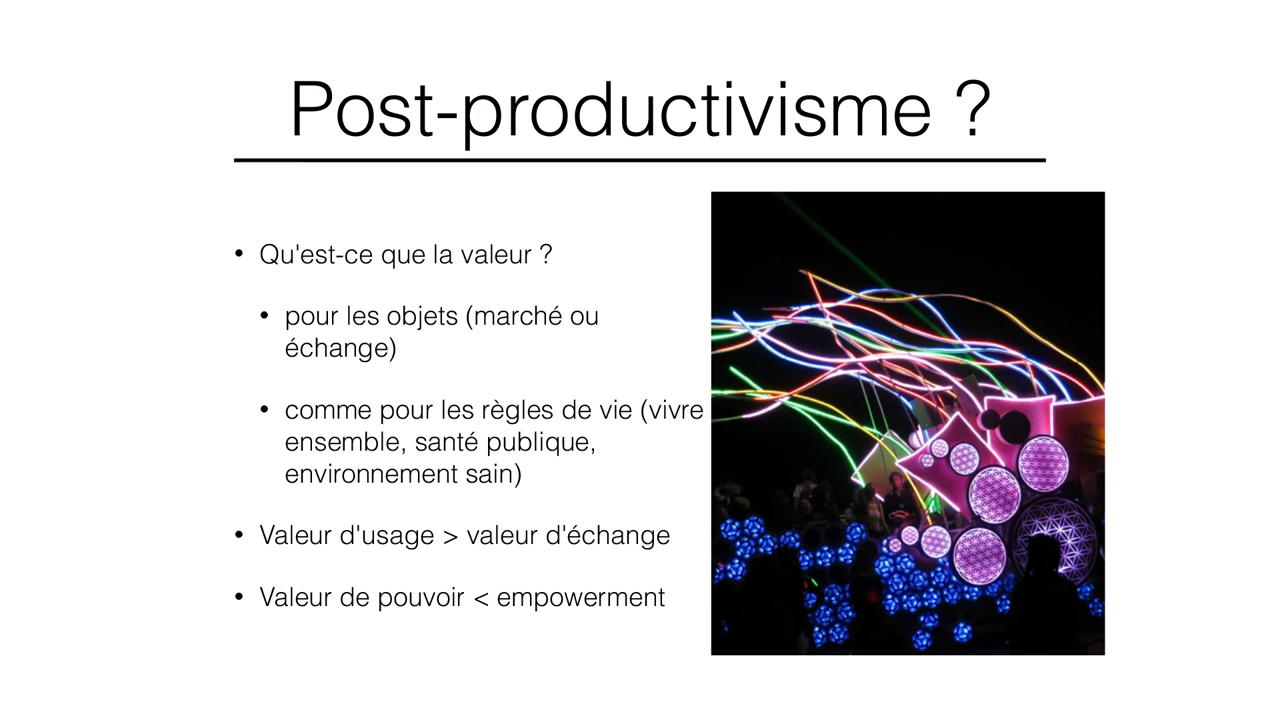 Post-productivisme ?
• Qu'est-ce que la valeur ?
• pour les objets (marché ou
échange)
• comme pour les règles de vie (vivre
ensemble, santé publique,
environnement sain)
• Valeur d'usage > valeur d'échange
• Valeur de pouvoir < empowerment